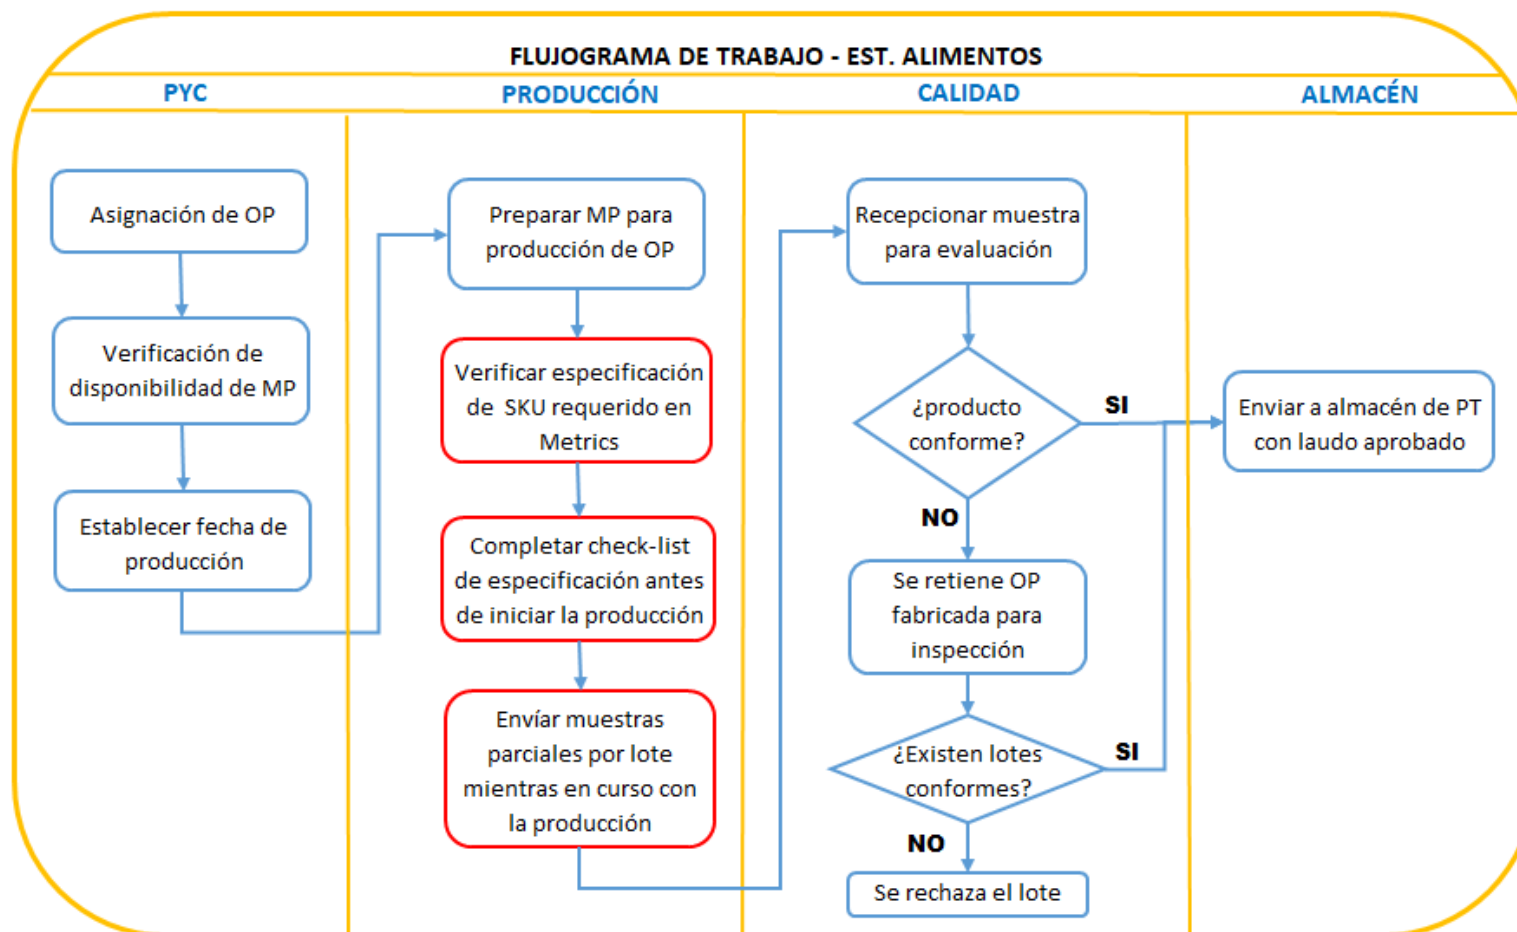 FLUJOGRAMA DE TRABAJO - EST. ALIMENTOS
PYC
PRODUCCIÓN
CALIDAD
ALMACÉN
Asignación de OP
Verificación de
disponibilidad de MP
Establecer fecha de
producción
Preparar MP para
producción de OP
Verificar especificación
de SKU requerido en
Metrics
Completar check-list
de especificación antes
de iniciar la producción
Envíar muestras
parciales por lote
mientras en curso con
la producción
Recepcionar muestra
para evaluación
¿producto
conforme?
SI
NO
Se retiene OP
fabricada para
inspección
¿Existen lotes
conformes?
SI
NO
Se rechaza el lote
Enviar a almacén de PT
con laudo aprobado